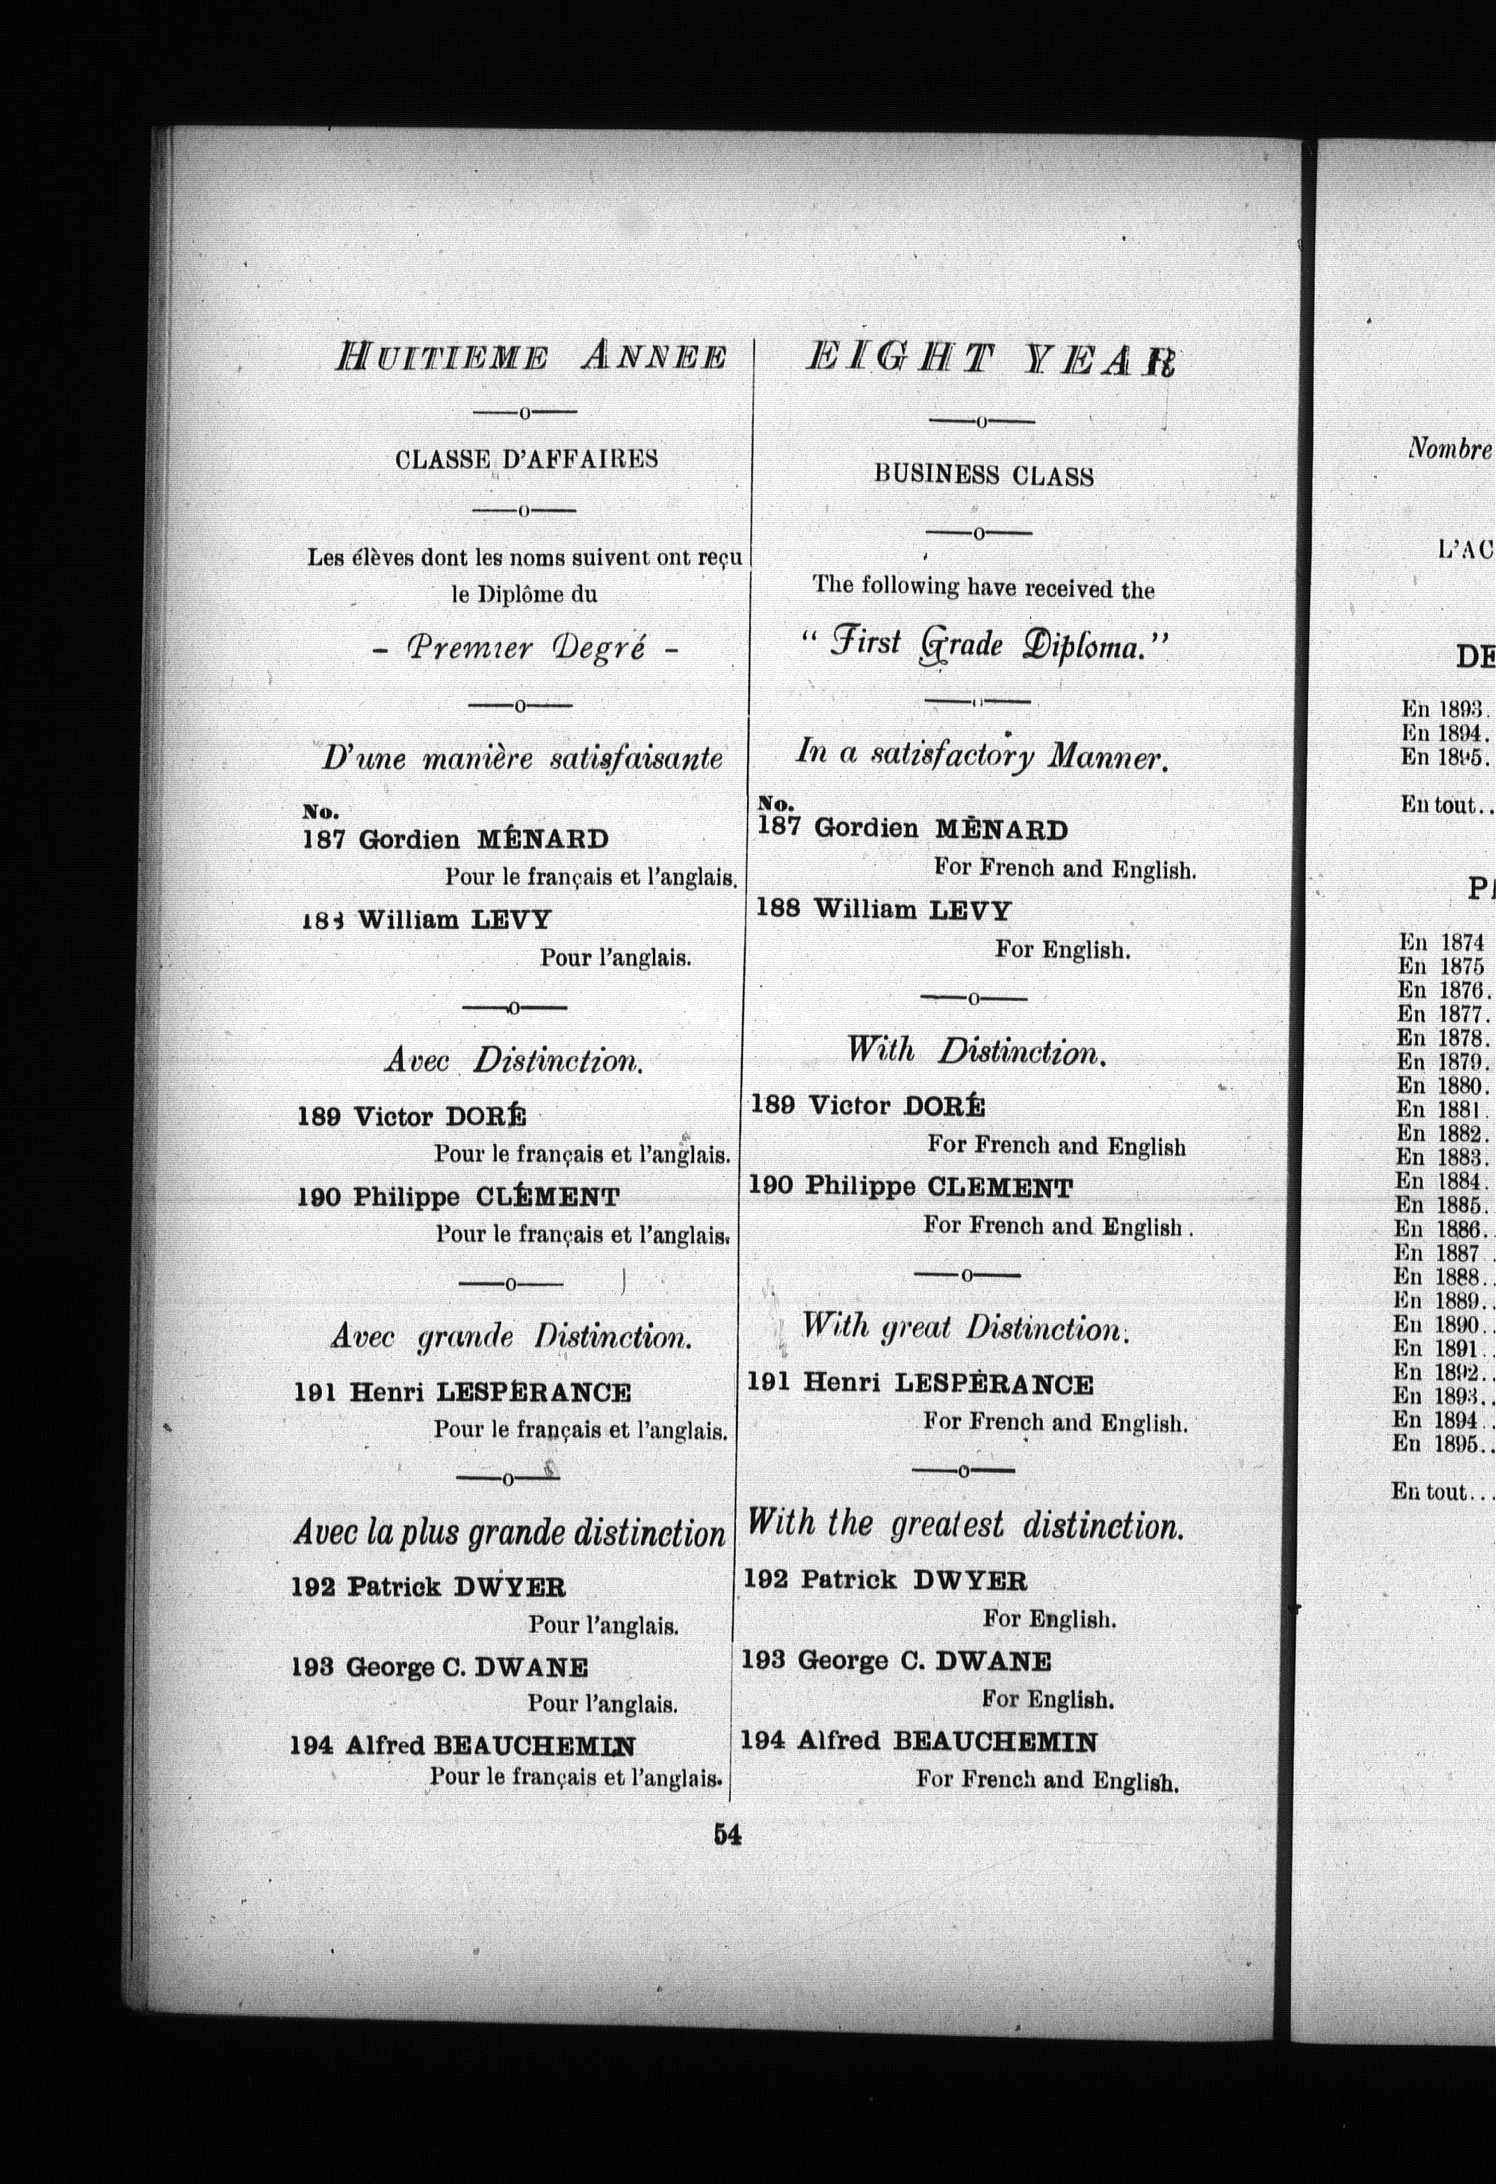 HUITIEME ANNEE
——o——
CLASSE D'AFFAIRES
——o——
Les élèves dont les noms suivent ont reçu
le Diplôme du
- Premier Degré -
——o——
D'une manière satisfaisante
No.
187 Gordien MÉNARD
Pour le français et l'anglais.
188 William LEVY
Pour l'anglais.
——o——
Avec Distinction.
189 Victor DORÉ
Pour le français et l'anglais.
190 Philippe CLÉMENT
Pour le français et l'anglais.
——o——
Avec grande Distinction.
191 Henri LESPÉRANCE
Pour le français et l'anglais.
——o——
Avec la plus grande distinction
192 Patrick DWYER
Pour l'anglais.
193 George C. DWANE
Pour l'anglais.
194 Alfred BEAUCHEMIN
Pour le français et l'anglais.
EIGHT YEAR
——o——
BUSINESS CLASS
——o——
The following have received the
“ First Grade Diploma.”
——o——
In a satisfactory Manner.
No.
187 Gordien MÈNARD
For French and English.
188 William LEVY
For English.
——o——
With Distinction.
189 Victor DORÉ
For French and English
190 Philippe CLEMENT
For French and English .
——o——
With great Distinction.
191 Henri LESPÈRANCE
For French and English.
——o——
With the greatest distinction.
192 Patrick DWYER
For English.
193 George C. DWANE
For English.
194 Alfred BEAUCHEMIN
For French and English.
54
Nombre
L'AC
DE
En 1893.
En 1894.
En 1895.
En tout..
En 1874
En 1875
En 1876.
En 1877.
En 1878.
En 1879.
En 1880.
En 1881.
En 1882.
En 1883.
En 1884.
En 1885.
En 1886.
En 1887.
En 1888..
En 1889..
En 1890..
En 1891..
En 1892..
En 1893..
En 1894..
En 1895..
En tout...